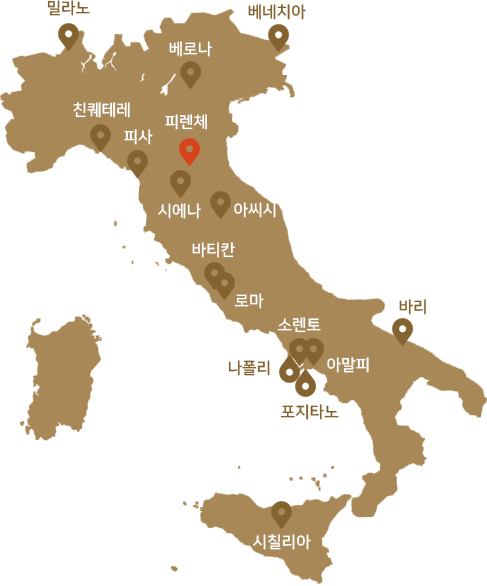 밀라노
베네치아
베로나
친퀘테레
피렌체
피사
시에나
아씨시
바티칸
로마
바리
소렌토
나폴리
아말피
포지타노
시칠리아